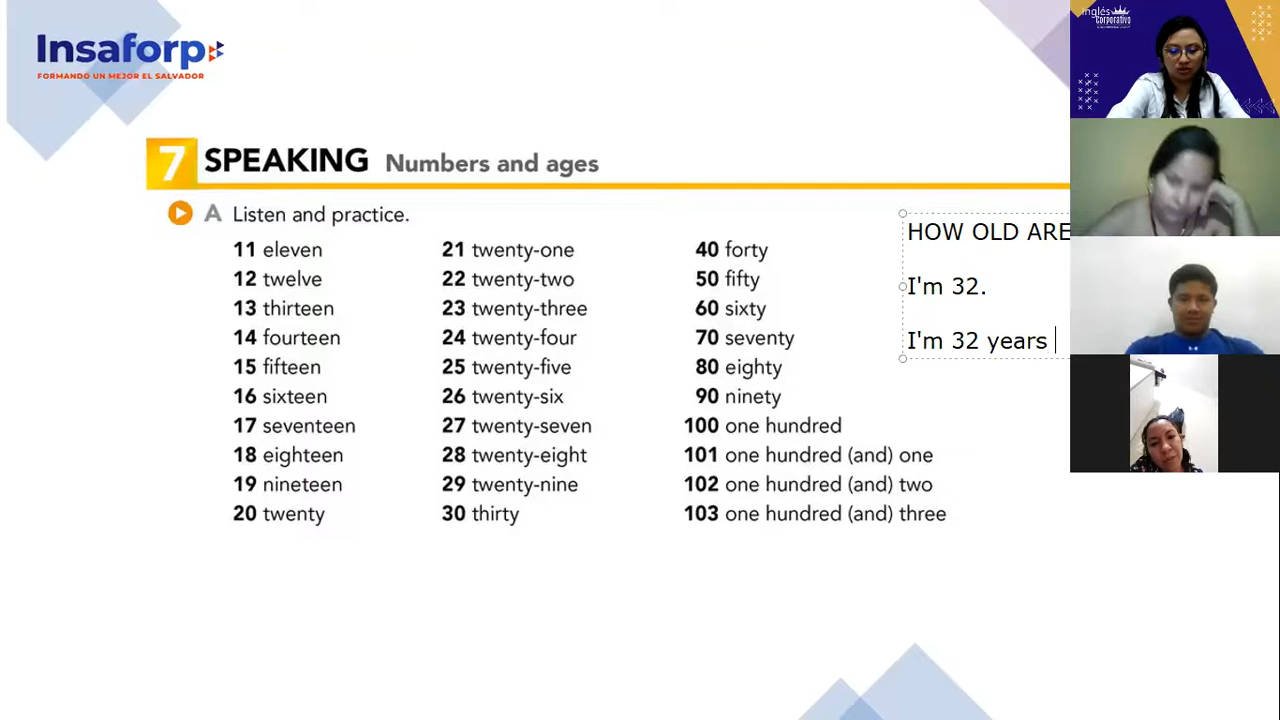 Insaforp
FORMANDO UN MEJOR EL SALVADOR
7 SPEAKING Numbers and ages
A Listen and practice.
11 eleven
12 twelve
13 thirteen
14 fourteen
15 fifteen
16 sixteen
17 seventeen
18 eighteen
19 nineteen
20 twenty
21 twenty-one
22 twenty-two
23 twenty-three
24 twenty-four
25 twenty-five
26 twenty-six
27 twenty-seven
28 twenty-eight
29 twenty-nine
30 thirty
40 forty
50 fifty
60 sixty
70 seventy
80 eighty
90 ninety
100 one hundred
101 one hundred (and) one
102 one hundred (and) two
103 one hundred (and) three
HOW OLD ARE
I'm 32.
I'm 32 years
Inglés
corporativo